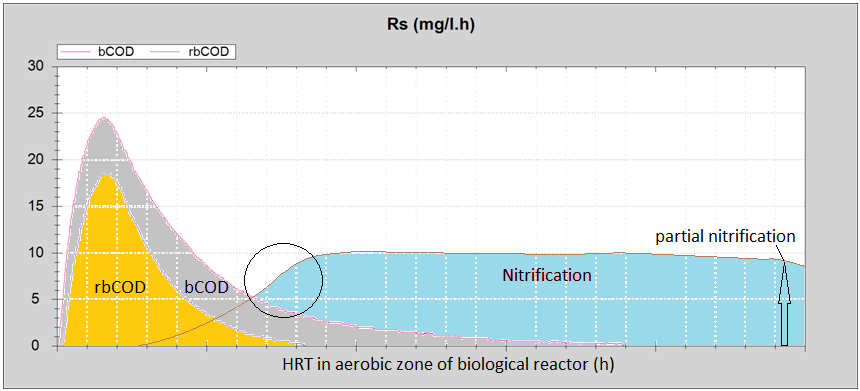 Rs (mg/l.h)
bCOD rbCOD
30
25
20
15
10
5
0
partial nitrification
Nitrification
rbCOD
bCOD
HRT in aerobic zone of biological reactor (h)